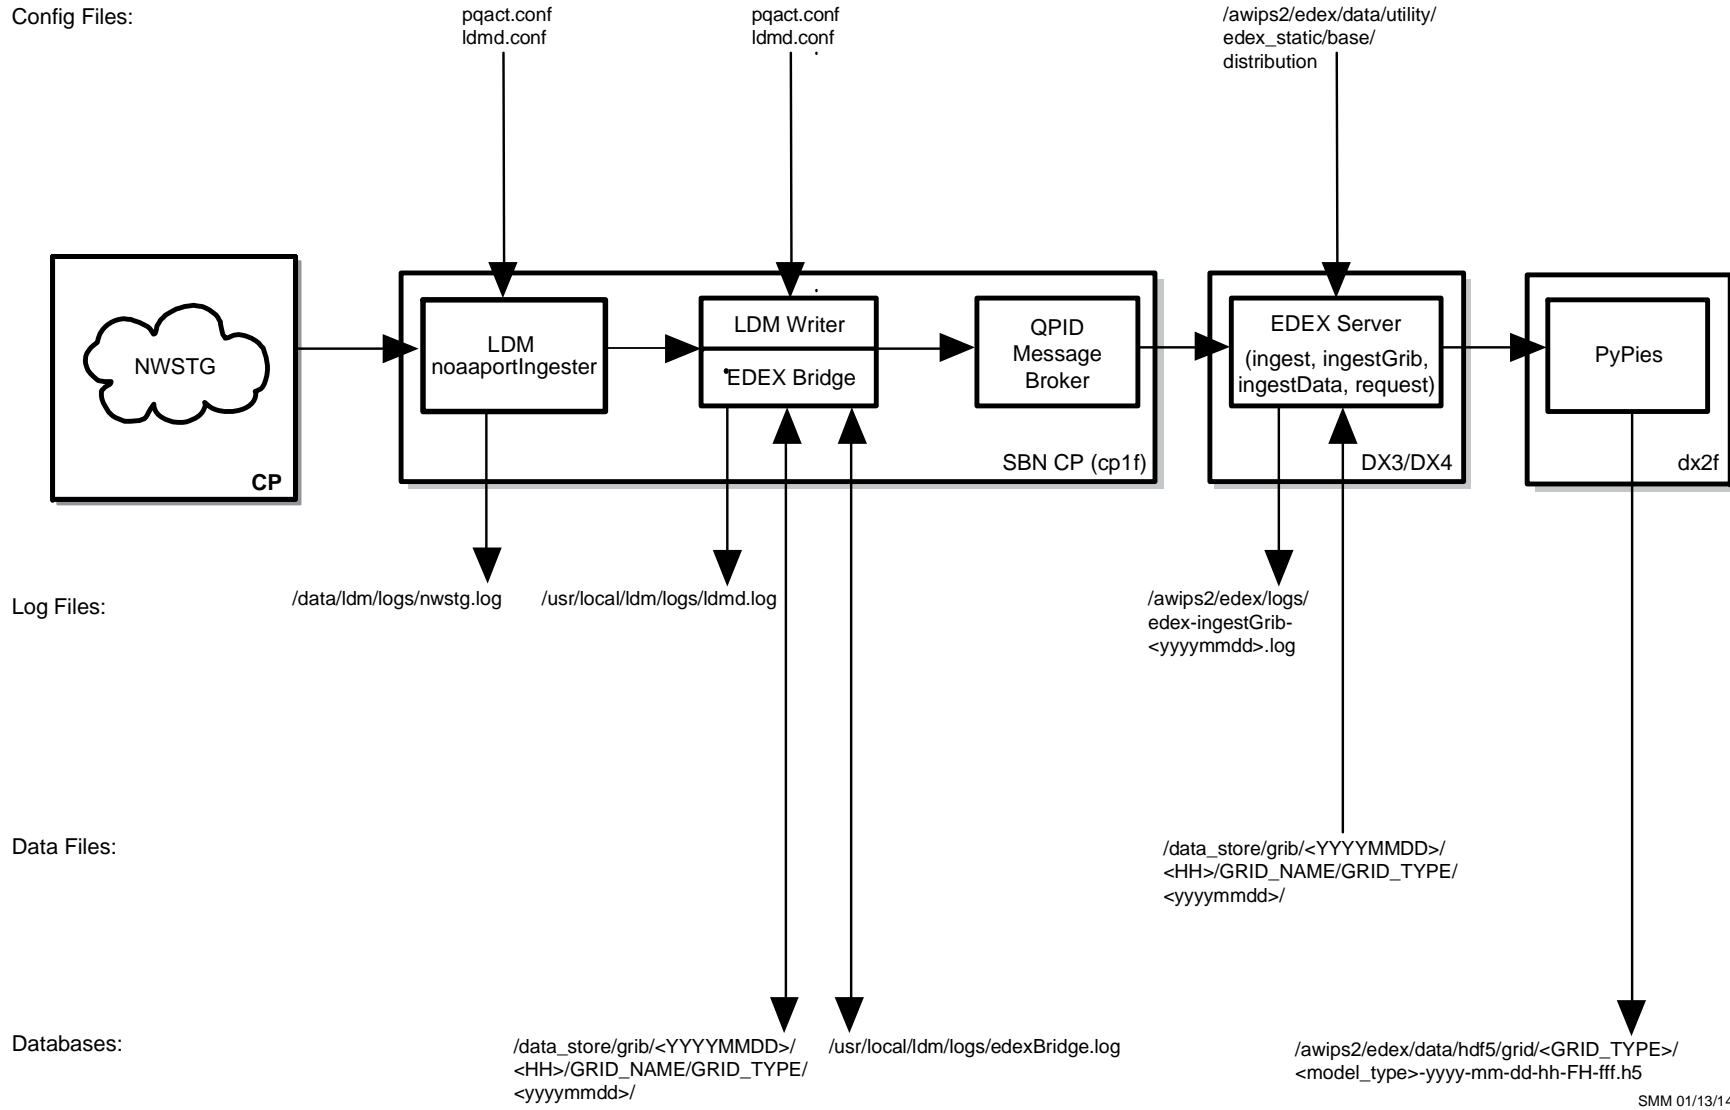 Config Files:
pqact.conf
ldmd.conf
pqact.conf
ldmd.conf
/awips2/edex/data/utility/
edex_static/base/
distribution
NWSTG
CP
LDM
noaaportIngester
LDM Writer
EDEX Bridge
QPID
Message
Broker
SBN CP (cp1f)
EDEX Server
(ingest, ingestGrib,
ingestData, request)
DX3/DX4
PyPies
dx2f
Log Files:
/data/ldm/logs/nwstg.log
/usr/local/ldm/logs/ldmd.log
/awips2/edex/logs/
edex-ingestGrib-
<yyyymmdd>.log
Data Files:
/data_store/grib/<YYYYMMDD>/
<HH>/GRID_NAME/GRID_TYPE/
<yyyymmdd>/
Databases:
/data_store/grib/<YYYYMMDD>/
<HH>/GRID_NAME/GRID_TYPE/
<yyyymmdd>/
/usr/local/ldm/logs/edexBridge.log
/awips2/edex/data/hdf5/grid/<GRID_TYPE>/
<model_type>-yyyy-mm-dd-hh-FH-fff.h5
SMM 01/13/14